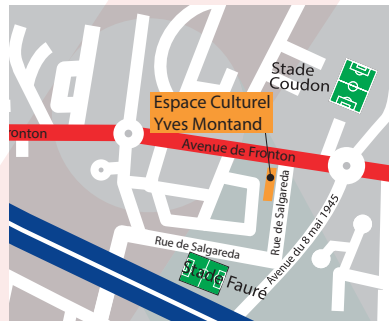 Stade
Coudon
Espace Culturel
Yves Montand
ronton
Avenue de Fronton
Rue de Salgareda
Avenue du 8 mai 1945
Rue de Salgareda
Stade Fauré